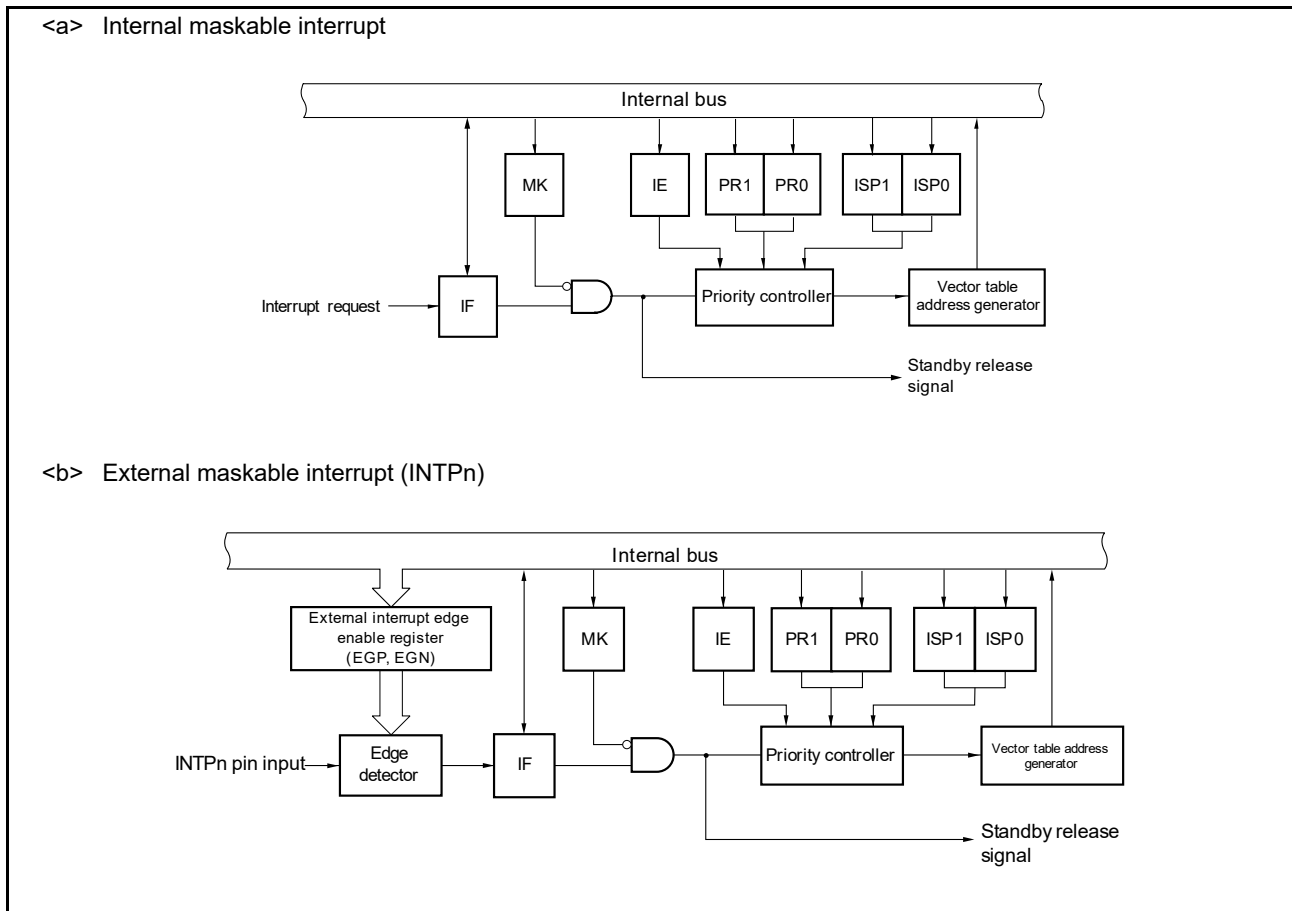 <a> Internal maskable interrupt
Internal bus
MK
IE
PR1
PR0
ISP1
ISP0
Interrupt request
IF
Priority controller
Vector table
address generator
Standby release
signal
<b> External maskable interrupt (INTPn)
Internal bus
External interrupt edge
enable register
(EGP, EGN)
MK
IE
PR1
PR0
ISP1
ISP0
INTPn pin input
Edge
detector
IF
Priority controller
Vector table address
generator
Standby release
signal